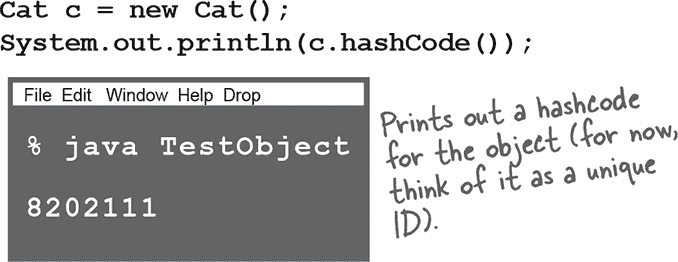 Cat c = new Cat();
System.out.println(c.hashCode());
File Edit Window Help Drop
% java TestObject
8202111
Prints out a hashcode
for the object (for now,
think of it as a unique
ID).